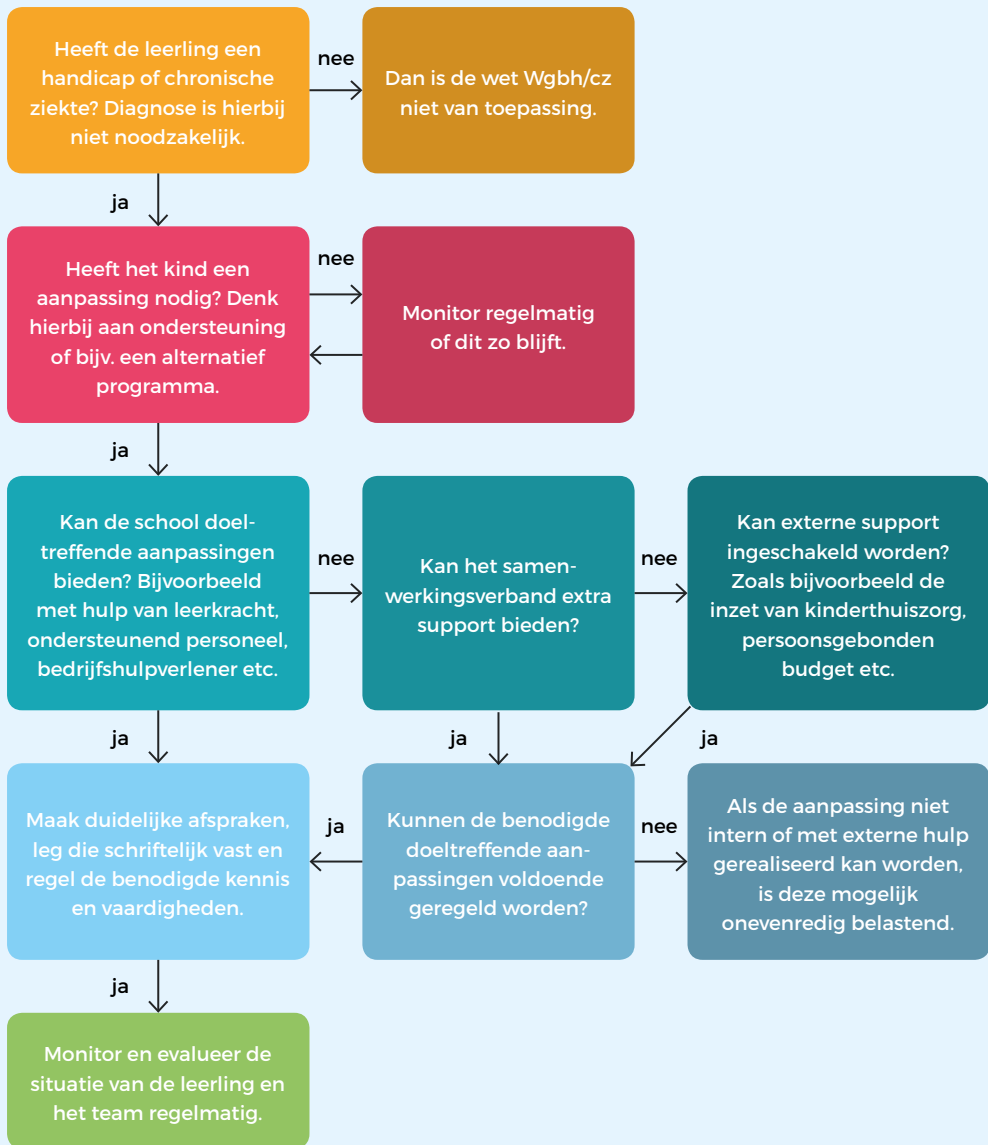 Heeft de leerling een
handicap of chronische
ziekte? Diagnose is hierbij
niet noodzakelijk.
nee
Dan is de wet Wgbh/cz
niet van toepassing.
ja
Heeft het kind een
aanpassing nodig? Denk
hierbij aan ondersteuning
of bijv. een alternatief
programma.
nee
Monitor regelmatig
of dit zo blijft.
ja
Kan de school doel-
treffende aanpassingen
bieden? Bijvoorbeeld
met hulp van leerkracht,
ondersteunend personeel,
bedrijfshulpverlener etc.
nee
Kan het samen-
werkingsverband extra
support bieden?
nee
Kan externe support
ingeschakeld worden?
Zoals bijvoorbeeld de
inzet van kinderthuiszorg,
persoonsgebonden
budget etc.
ja
ja
ja
Maak duidelijke afspraken,
leg die schriftelijk vast en
regel de benodigde kennis
en vaardigheden.
ja
Kunnen de benodigde
doeltreffende aan-
passingen voldoende
geregeld worden?
nee
Als de aanpassing niet
intern of met externe hulp
gerealiseerd kan worden,
is deze mogelijk
onevenredig belastend.
ja
Monitor en evalueer de
situatie van de leerling en
het team regelmatig.